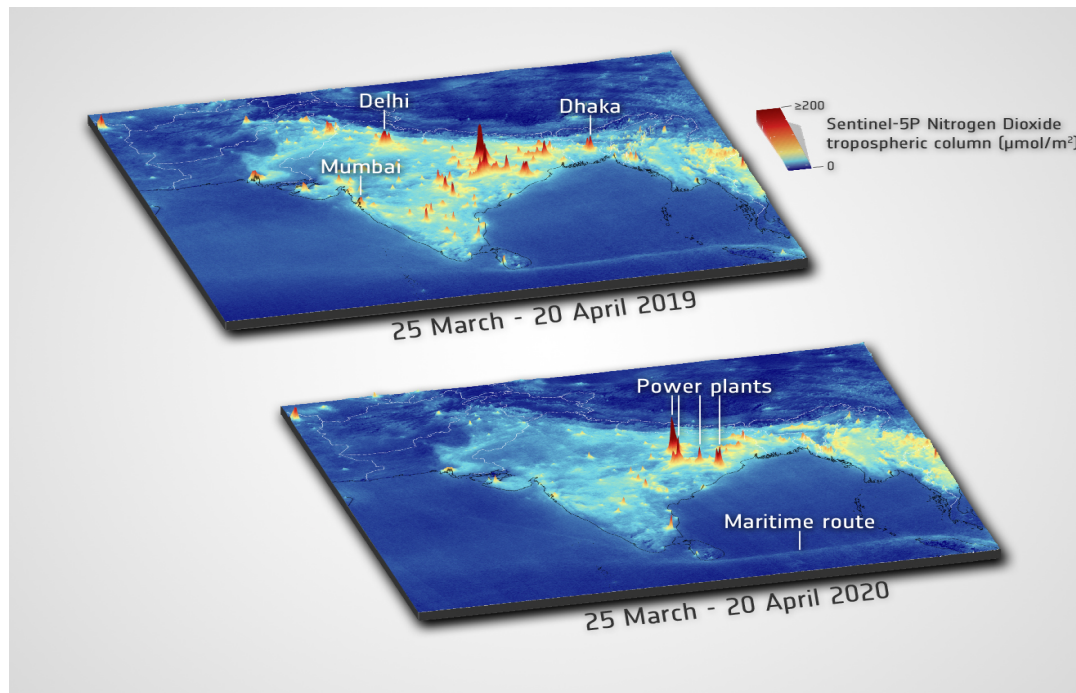 Delhi
Dhaka
Mumbai
≥200
Sentinel-5P Nitrogen Dioxide
tropospheric column [µmol/m²]
0
25 March - 20 April 2019
Power plants
Maritime route
25 March - 20 April 2020